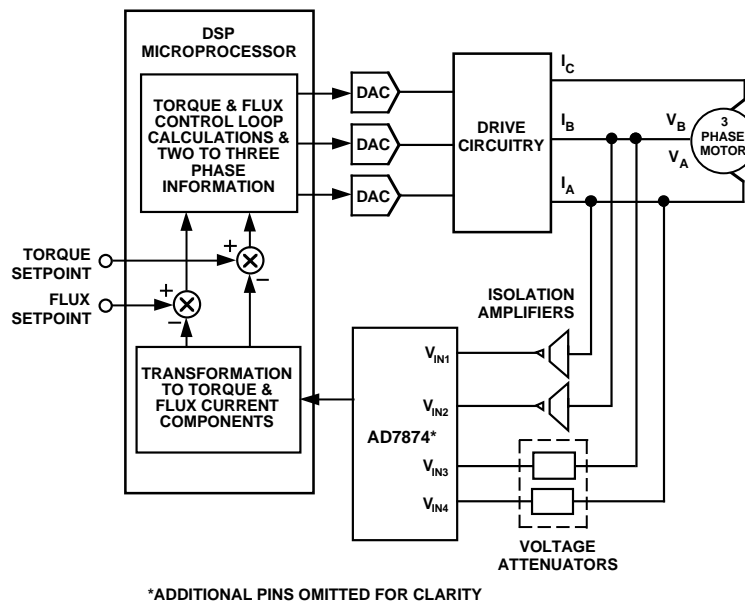 DSP
MICROPROCESSOR
TORQUE & FLUX
CONTROL LOOP
CALCULATIONS &
TWO TO THREE
PHASE
INFORMATION
DAC
DAC
DAC
DRIVE
CIRCUITRY
I_C
I_B
I_A
V_B
V_A
3
PHASE
MOTOR
TORQUE
SETPOINT
FLUX
SETPOINT
+
–
+
–
TRANSFORMATION
TO TORQUE &
FLUX CURRENT
COMPONENTS
ISOLATION
AMPLIFIERS
V_IN1
V_IN2
AD7874*
V_IN3
V_IN4
VOLTAGE
ATTENUATORS
*ADDITIONAL PINS OMITTED FOR CLARITY